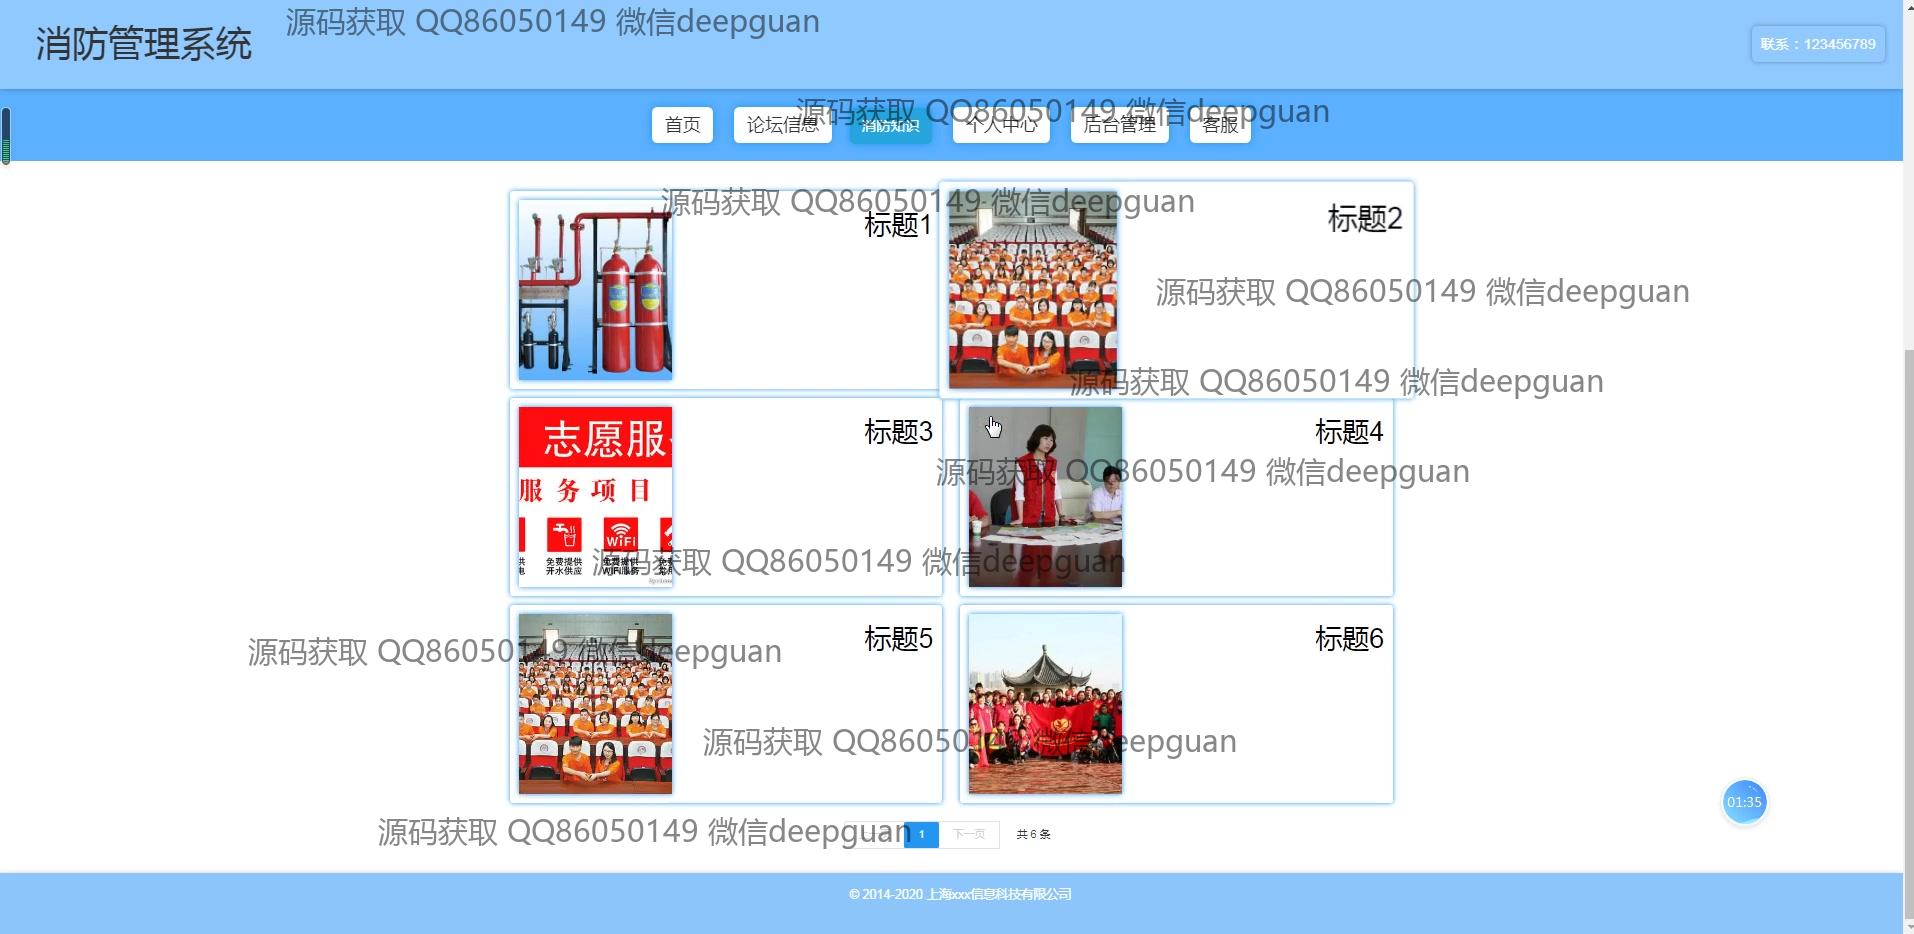 源码获取 QQ86050149 微信deepguan
消防管理系统
联系：123456789
源码获取 QQ86050149 微信deepguan
首页 论坛信息 消防知识 个人中心 后台管理 客服
源码获取 QQ86050149 微信deepguan
标题1
标题2
源码获取 QQ86050149 微信deepguan
源码获取 QQ86050149 微信deepguan
志愿服
标题3
标题4
源码获取 QQ86050149 微信deepguan
服务项目
WiFi
免费提供 免费提供
开水供应 WIFI服务
源码获取 QQ86050149 微信deepguan
标题5
标题6
源码获取 QQ86050149 微信deepguan
源码获取 QQ86050149 微信deepguan
01:35
源码获取 QQ86050149 微信deepguan
1 下一页 共 6 条
© 2014-2020 上海xxx信息科技有限公司